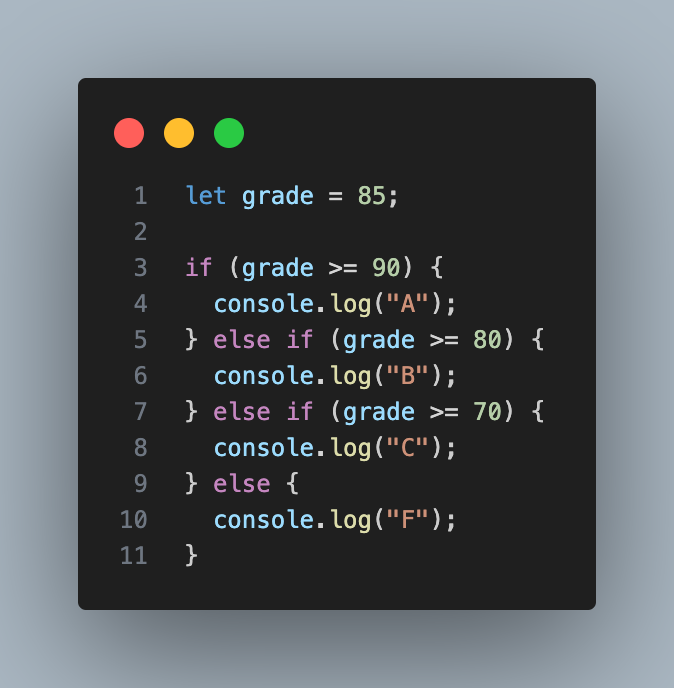 1 let grade = 85;
2
3 if (grade >= 90) {
4   console.log("A");
5 } else if (grade >= 80) {
6   console.log("B");
7 } else if (grade >= 70) {
8   console.log("C");
9 } else {
10   console.log("F");
11 }